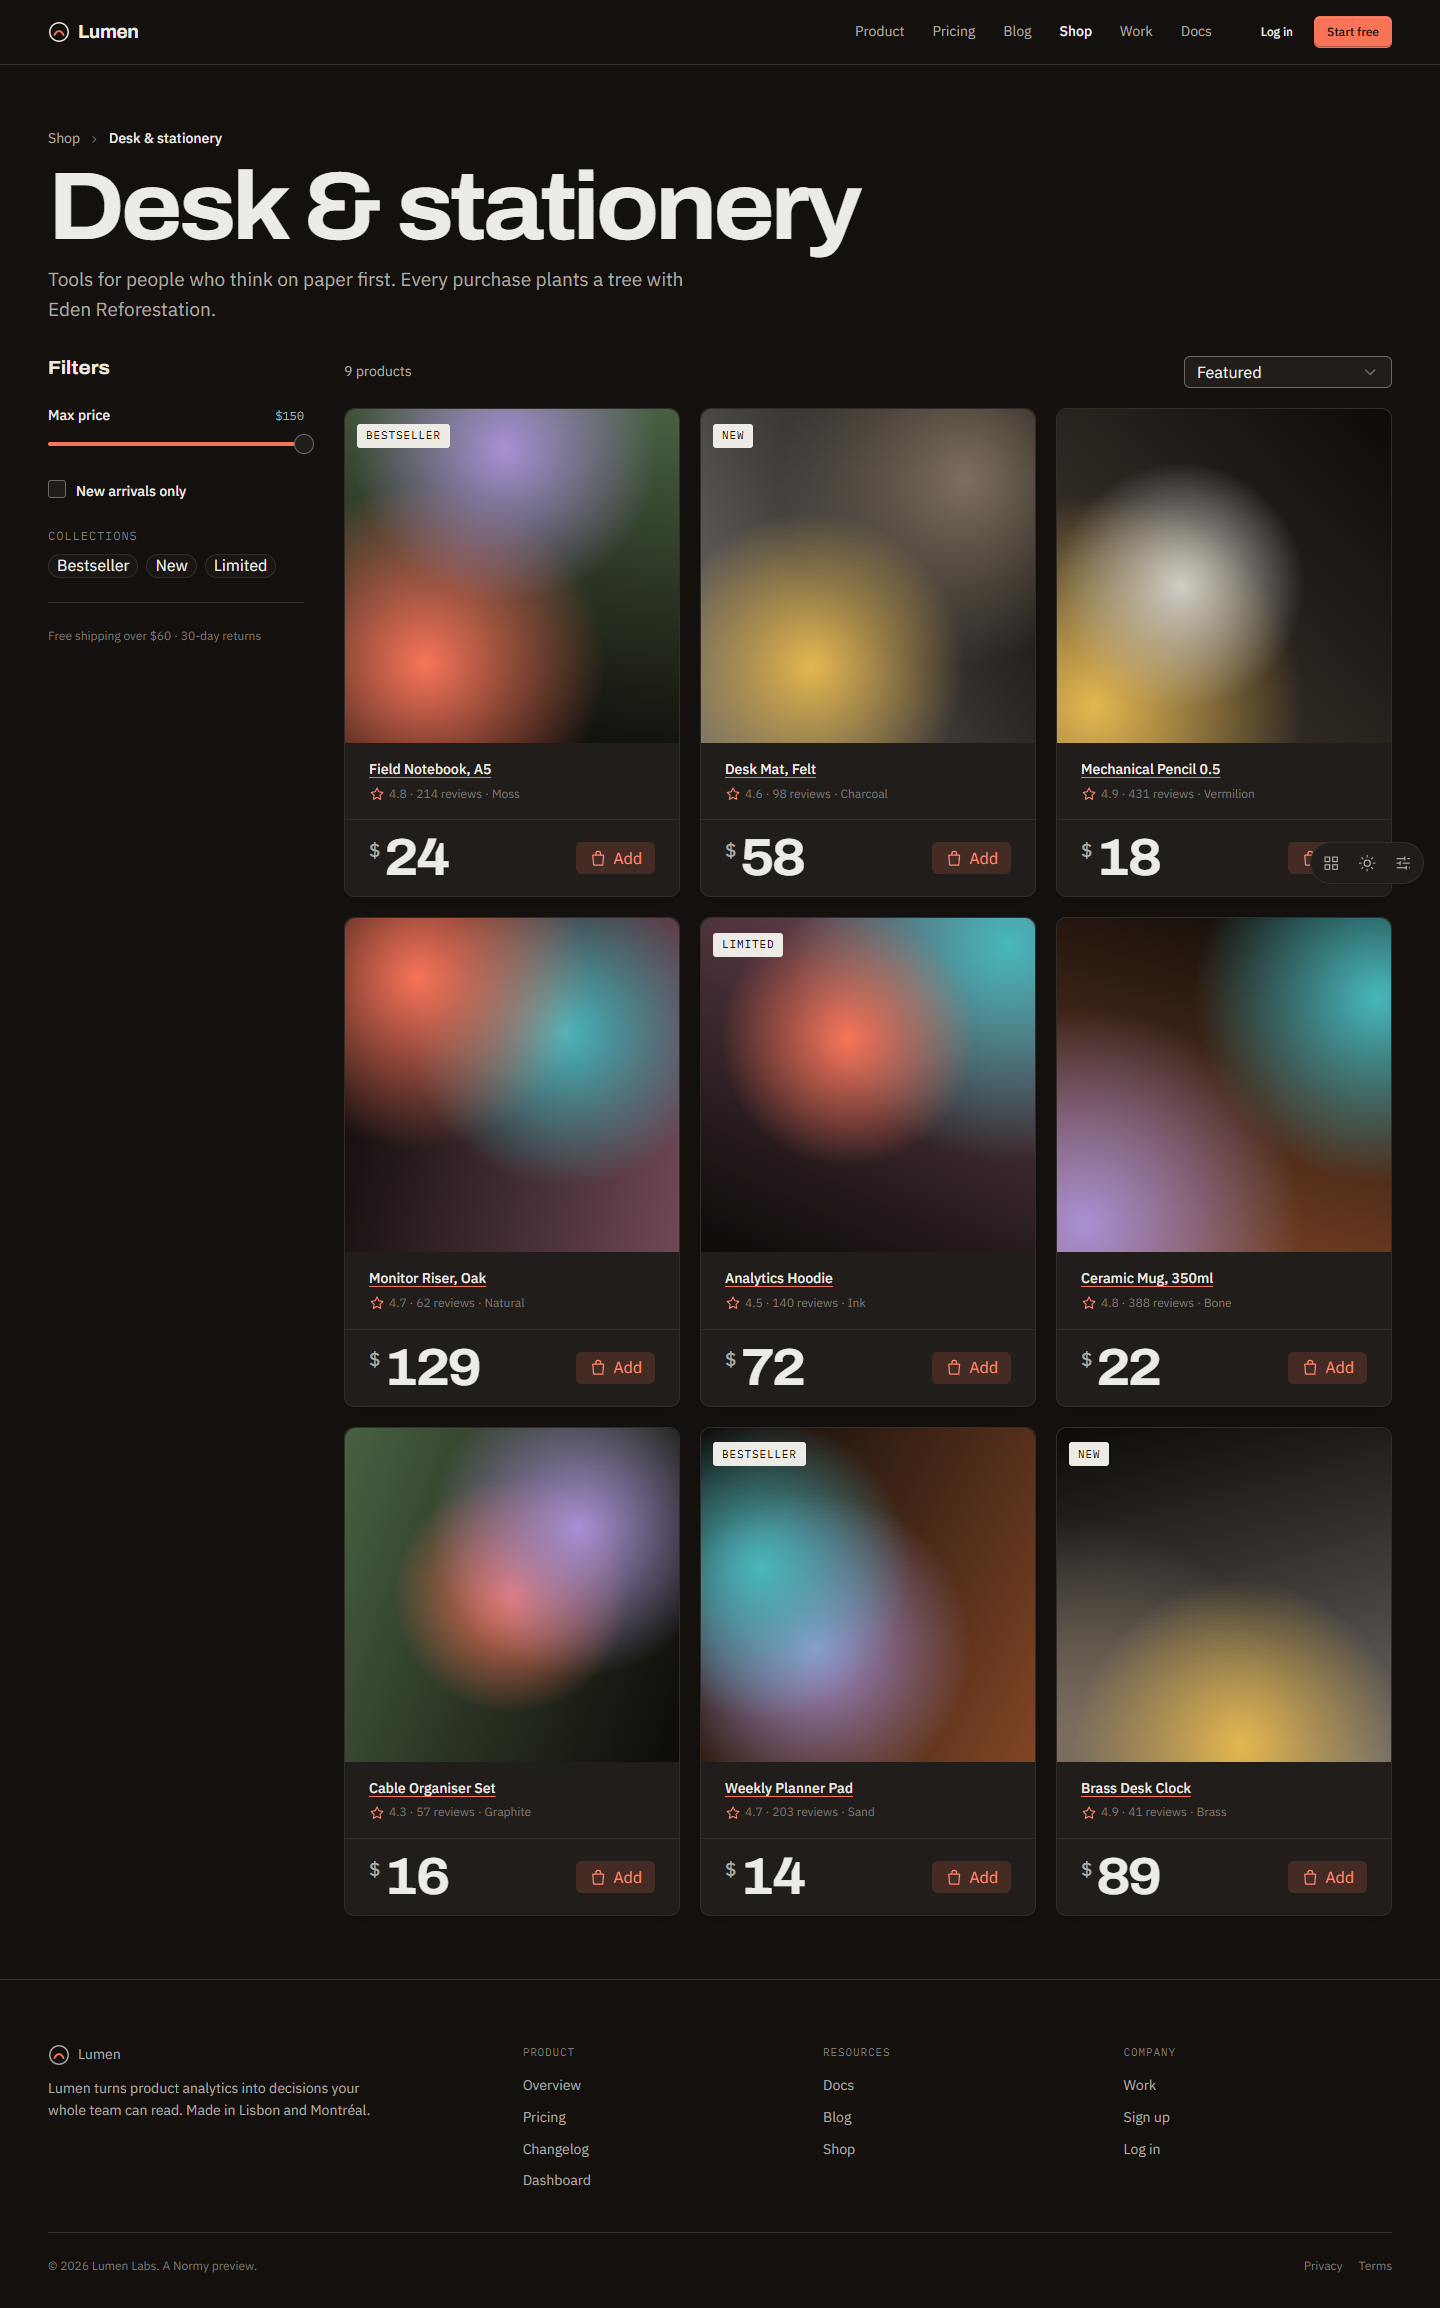 Lumen
Product Pricing Blog Shop Work Docs Log in Start free
Shop › Desk & stationery
Desk & stationery
Tools for people who think on paper first. Every purchase plants a tree with
Eden Reforestation.
Filters
Max price $150
New arrivals only
COLLECTIONS
Bestseller New Limited
Free shipping over $60 · 30-day returns
9 products
Featured
BESTSELLER
Field Notebook, A5
4.8 · 214 reviews · Moss
$24 Add
NEW
Desk Mat, Felt
4.6 · 98 reviews · Charcoal
$58 Add
Mechanical Pencil 0.5
4.9 · 431 reviews · Vermilion
$18
Monitor Riser, Oak
4.7 · 62 reviews · Natural
$129 Add
LIMITED
Analytics Hoodie
4.5 · 140 reviews · Ink
$72 Add
Ceramic Mug, 350ml
4.8 · 388 reviews · Bone
$22 Add
Cable Organiser Set
4.3 · 57 reviews · Graphite
$16 Add
BESTSELLER
Weekly Planner Pad
4.7 · 203 reviews · Sand
$14 Add
NEW
Brass Desk Clock
4.9 · 41 reviews · Brass
$89 Add
Lumen
Lumen turns product analytics into decisions your
whole team can read. Made in Lisbon and Montréal.
PRODUCT
Overview
Pricing
Changelog
Dashboard
RESOURCES
Docs
Blog
Shop
COMPANY
Work
Sign up
Log in
© 2026 Lumen Labs. A Normy preview.
Privacy Terms